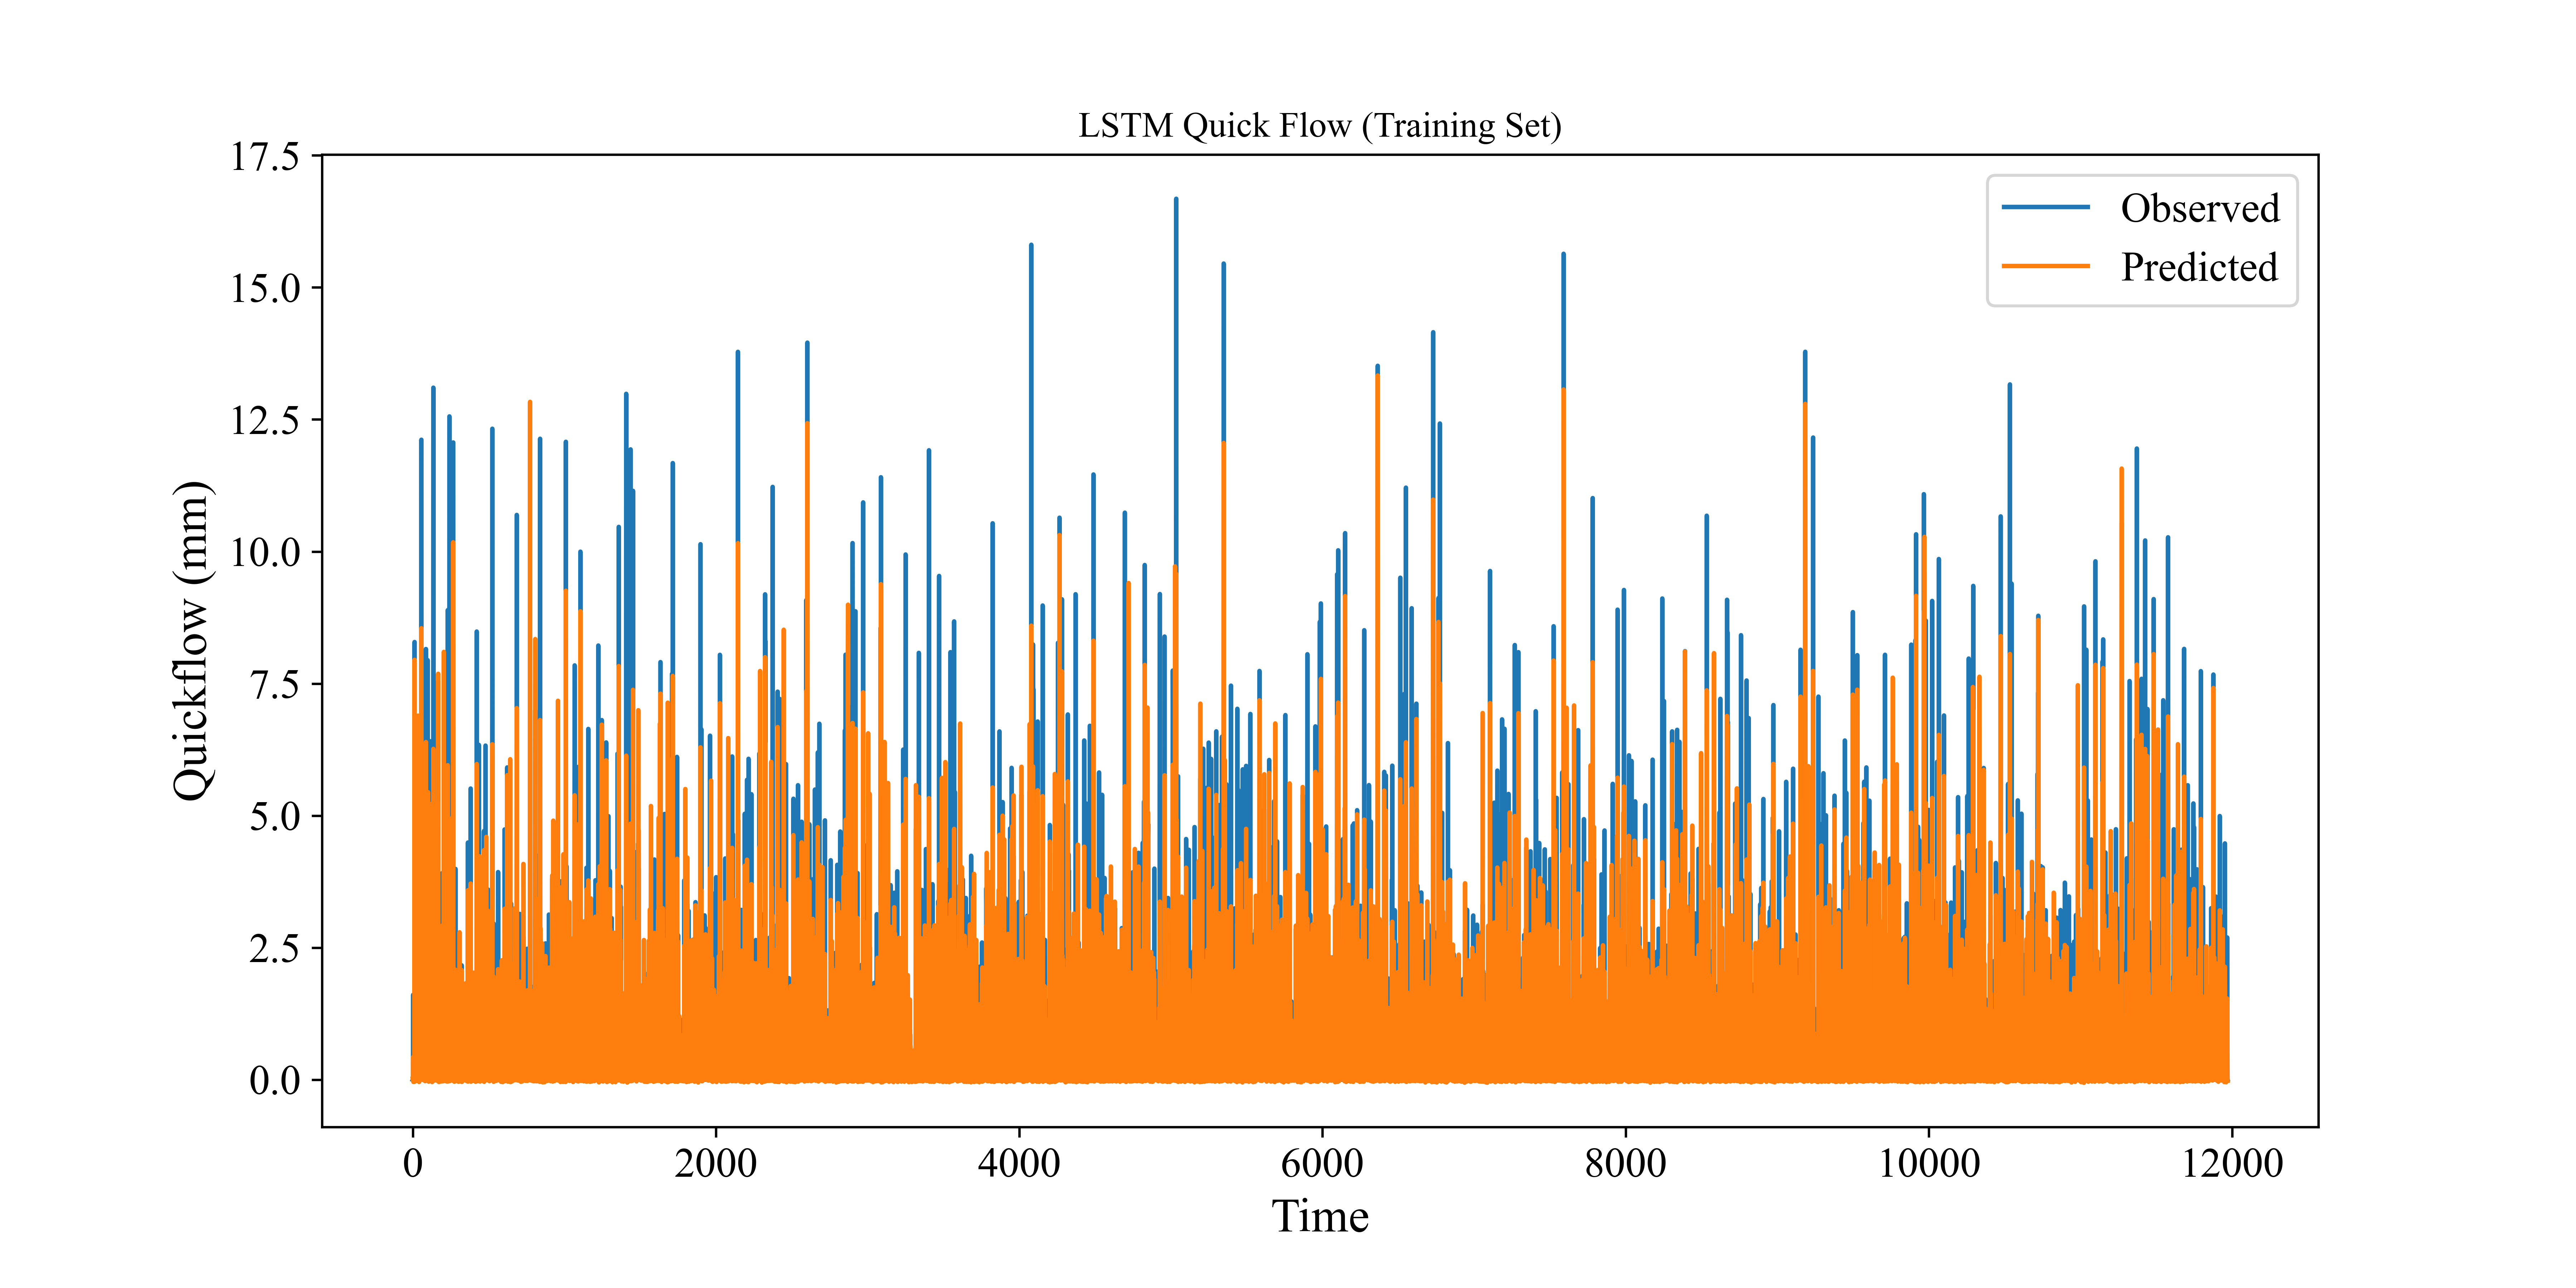 LSTM Quick Flow (Training Set)
Observed
Predicted
Quickflow (mm)
17.5
15.0
12.5
10.0
7.5
5.0
2.5
0.0
0 2000 4000 6000 8000 10000 12000
Time